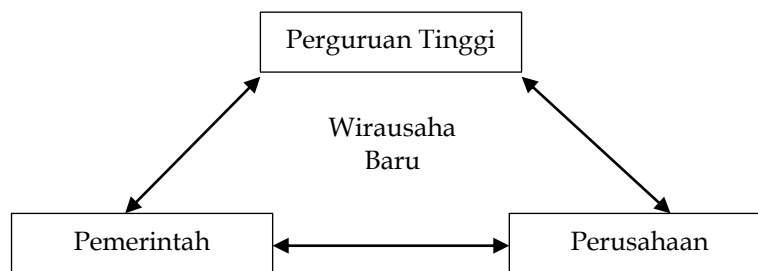 Perguruan Tinggi
Wirausaha
Baru
Pemerintah
Perusahaan